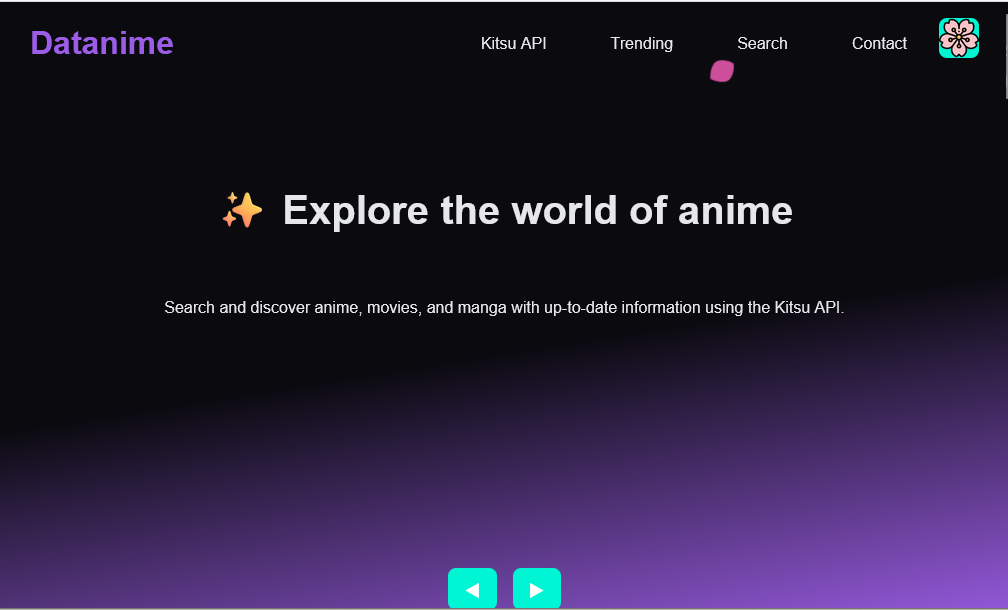 Datanime
Kitsu API
Trending
Search
Contact
✨ Explore the world of anime
Search and discover anime, movies, and manga with up-to-date information using the Kitsu API.